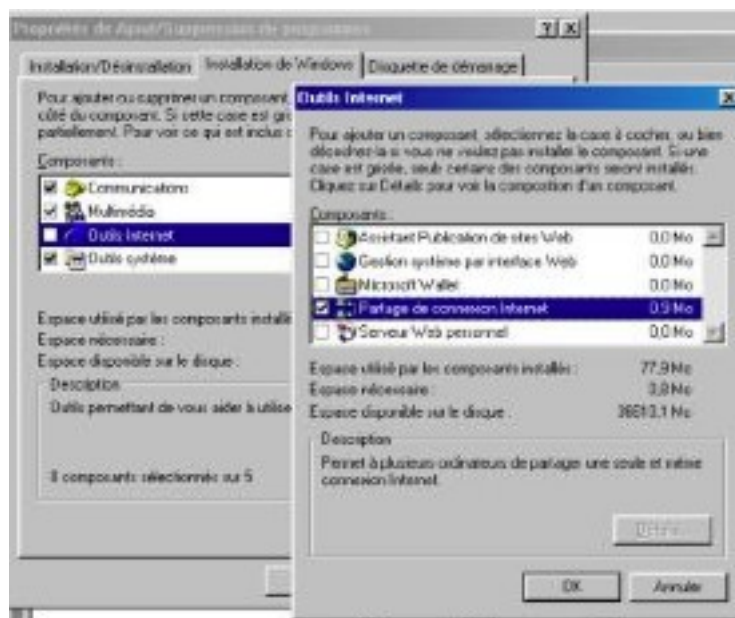 Propriétés de Ajout/Suppression de programmes
Installation/Désinstallation
Installation de Windows
Disquette de démarrage
Pour ajouter ou supprimer un composant,
côté du composant. Si cette case est gri
partiellement. Pour voir ce qui est inclus
Composants :
Communications
Multimédia
Outils Internet
Outils système
Espace utilisé par les composants installé
Espace nécessaire :
Espace disponible sur le disque :
Description
Outils permettant de vous aider à utilise
composants sélectionnés sur 5
Outils Internet
Pour ajouter un composant, sélectionnez la case à cocher, ou bien
décochez-la si vous ne voulez pas installer le composant. Si une
case est grisée, seuls certains des composants seront installés.
Cliquez sur Détails pour voir la composition d'un composant.
Composants :
Assistant Publication de sites Web 0,0 Mo
Gestion système par interface Web 0,0 Mo
Microsoft Wallet 0,0 Mo
Partage de connexion Internet 0,9 Mo
Serveur Web personnel 0,0 Mo
Espace utilisé par les composants installés : 77,9 Mo
Espace nécessaire : 3,8 Mo
Espace disponible sur le disque : 36613,1 Mo
Description
Permet à plusieurs ordinateurs de partager une seule et même
connexion Internet.
Détails...
OK
Annuler